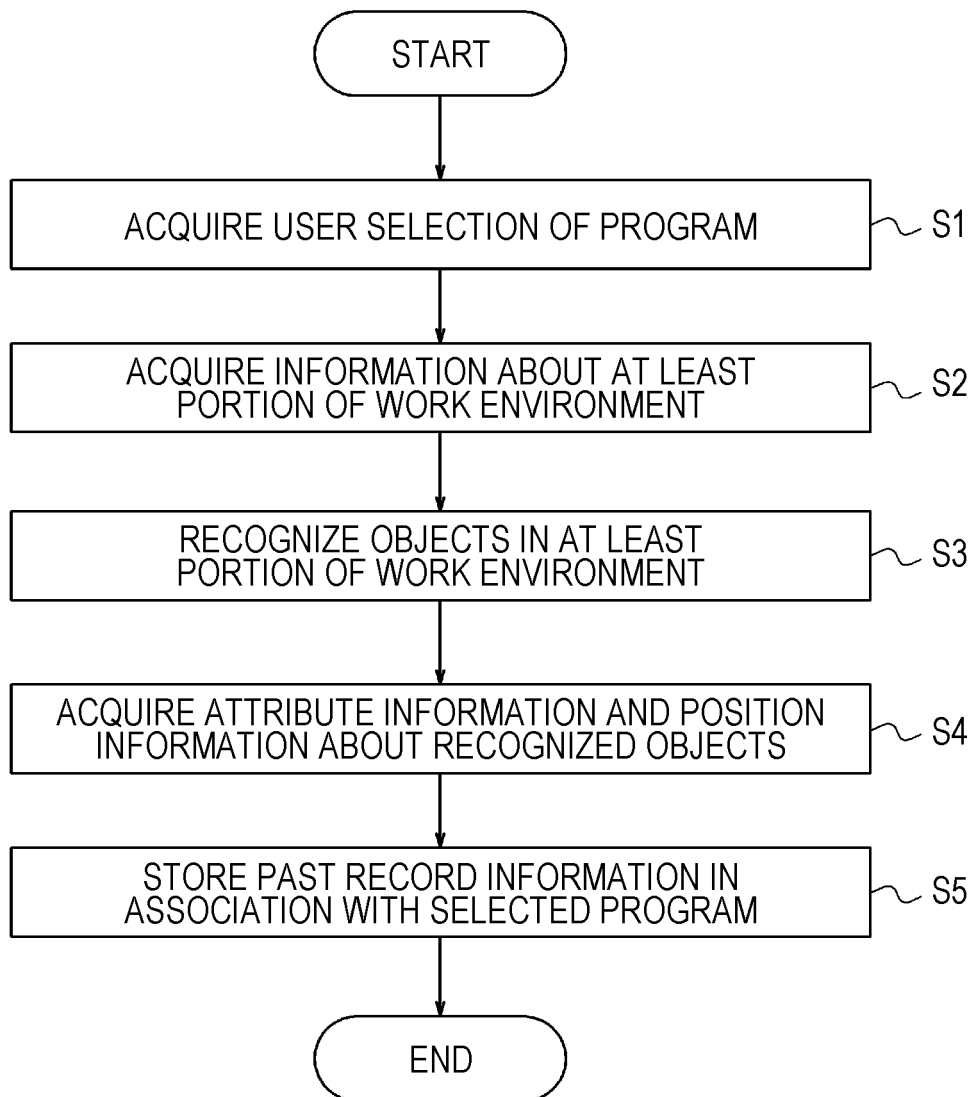 START
ACQUIRE USER SELECTION OF PROGRAM
S1
ACQUIRE INFORMATION ABOUT AT LEAST
PORTION OF WORK ENVIRONMENT
S2
RECOGNIZE OBJECTS IN AT LEAST
PORTION OF WORK ENVIRONMENT
S3
ACQUIRE ATTRIBUTE INFORMATION AND POSITION
INFORMATION ABOUT RECOGNIZED OBJECTS
S4
STORE PAST RECORD INFORMATION IN
ASSOCIATION WITH SELECTED PROGRAM
S5
END